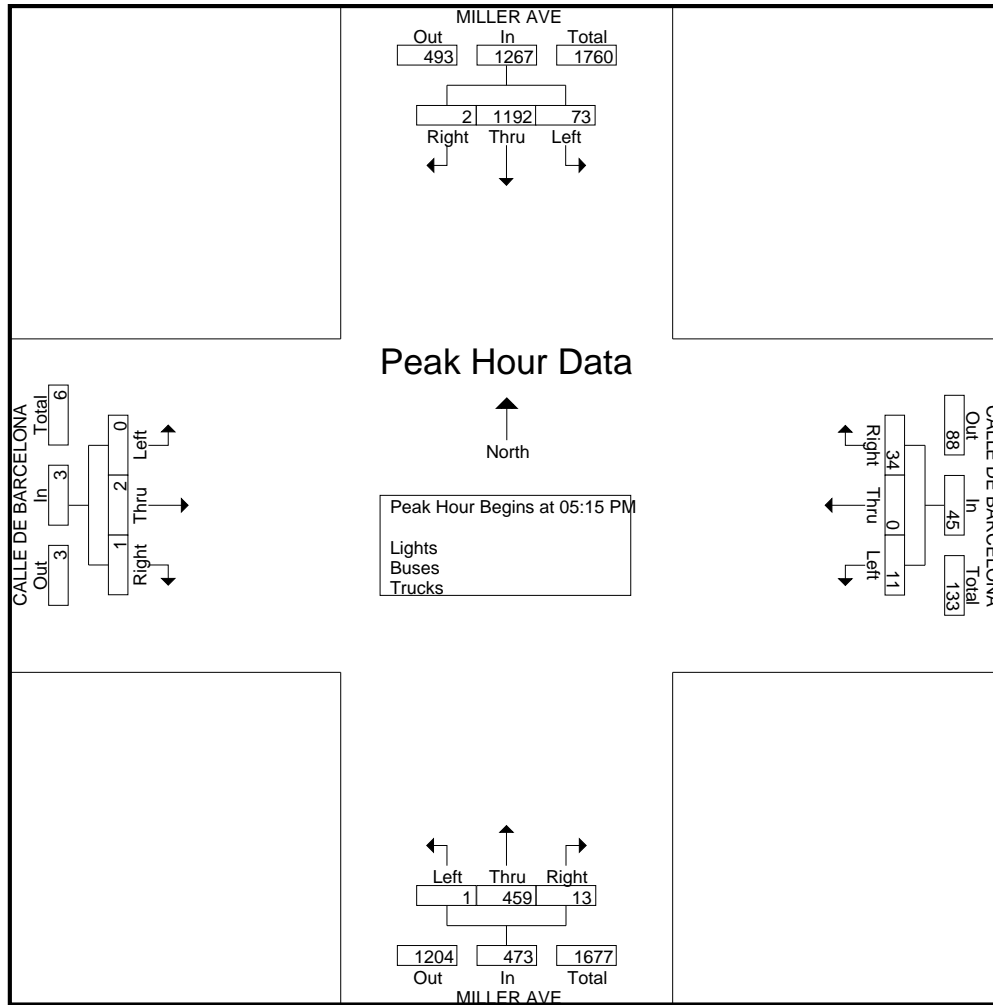 MILLER AVE
Out In Total
493 1267 1760
2 1192 73
Right Thru Left
Peak Hour Data
North
Peak Hour Begins at 05:15 PM
Lights
Buses
Trucks
CALLE DE BARCELONA
Total In Out
6 3 3
0 2 1
Left Thru Right
CALLE DE BARCELONA
Out In Total
88 45 133
34 0 11
Right Thru Left
Left Thru Right
1 459 13
1204 473 1677
Out In Total
MILLER AVE